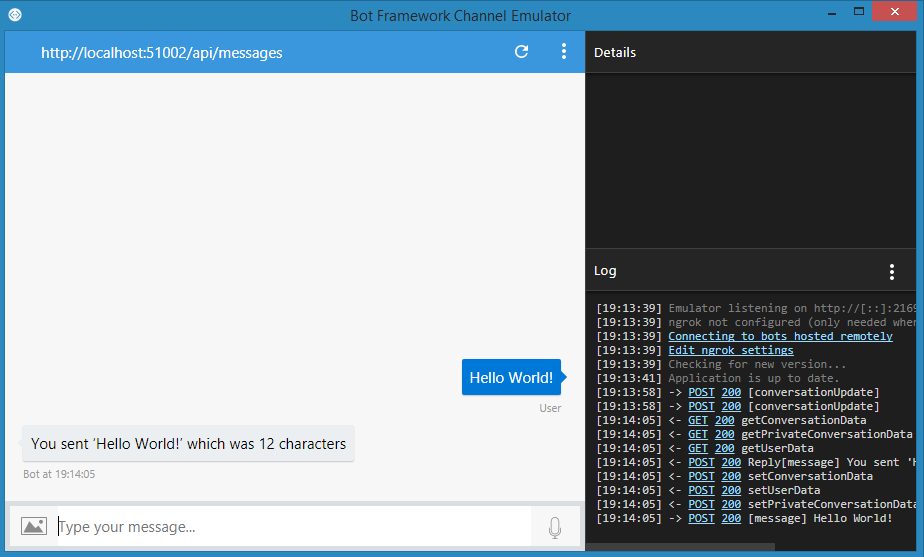 Bot Framework Channel Emulator
http://localhost:51002/api/messages
Details
Hello World!
User
You sent 'Hello World!' which was 12 characters
Bot at 19:14:05
Type your message...
Log
[19:13:39] Emulator listening on http://[::]:2169
[19:13:39] ngrok not configured (only needed when
[19:13:39] Connecting to bots hosted remotely
[19:13:39] Edit ngrok settings
[19:13:39] Checking for new version...
[19:13:41] Application is up to date.
[19:13:58] -> POST 200 [conversationUpdate]
[19:13:58] -> POST 200 [conversationUpdate]
[19:14:05] <- GET 200 getConversationData
[19:14:05] <- GET 200 getPrivateConversationData
[19:14:05] <- GET 200 getUserData
[19:14:05] <- POST 200 Reply[message] You sent 'H
[19:14:05] <- POST 200 setConversationData
[19:14:05] <- POST 200 setUserData
[19:14:05] <- POST 200 setPrivateConversationData
[19:14:05] -> POST 200 [message] Hello World!